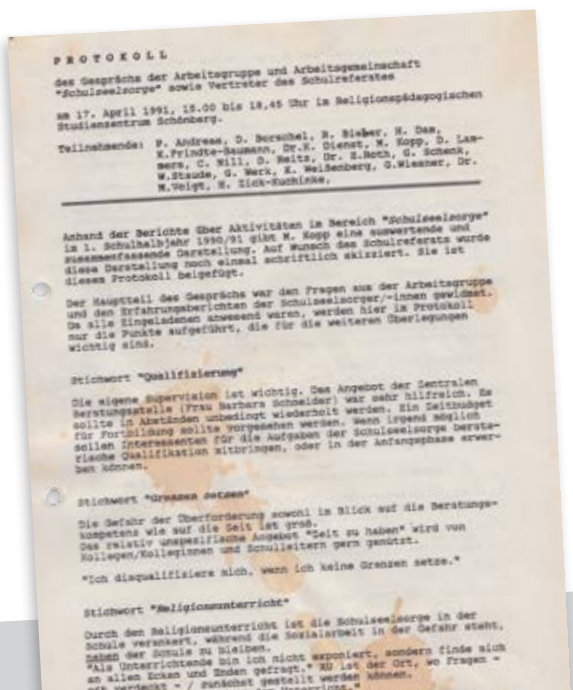 PROTOKOLL
des Gesprächs der Arbeitsgruppe und Arbeitsgemeinschaft
"Schulseelsorge" sowie Vertreter des Schulreferates
am 17. April 1991, 15.00 bis 18,45 Uhr im Religionspädagogischen
Studienzentrum Schönberg.
Teilnehmende: P. Andreas, D. Borschel, R. Bieber, H. Dam,
K.Frindte-Baumann, Dr.K. Dienst, M. Kopp, D. Lam-
mers, C. Nill, D. Reitz, Dr. E.Roth, G. Schenk,
W.Staude, G. Werk, K. Weißenberg, G.Wiesner, Dr.
M.Voigt, H. Zick-Kuchinke,
Anhand der Berichte über Aktivitäten im Bereich "Schulseelsorge"
im 1. Schulhalbjahr 1990/91 gibt M. Kopp eine auswertende und
zusammenfassende Darstellung. Auf Wunsch des Schulreferats wurde
diese Darstellung noch einmal schriftlich skizziert. Sie ist
diesem Protokoll beigefügt.
Der Hauptteil des Gesprächs war den Fragen aus der Arbeitsgruppe
und den Erfahrungsberichten der Schulseelsorger/-innen gewidmet.
Da alle Eingeladenen anwesend waren, werden hier im Protokoll
nur die Punkte aufgeführt, die für die weiteren Überlegungen
wichtig sind.
Stichwort "Qualifizierung"
Die eigene Supervision ist wichtig. Das Angebot der Zentralen
Beratungsstelle (Frau Barbara Schneider) war sehr hilfreich. Es
sollte in Abständen unbedingt wiederholt werden. Ein Zeitbudget
für Fortbildung sollte vorgesehen werden. Wenn irgend möglich
sollen Interessenten für die Aufgaben der Schulseelsorge berate-
rische Qualifikation mitbringen, oder in der Anfangsphase erwer-
ben können.
Stichwort "Grenzen setzen"
Die Gefahr der Überforderung sowohl im Blick auf die Beratungs-
kompetenz wie auf die Zeit ist groß.
Das relativ unspezifische Angebot "Zeit zu haben" wird von
Kollegen/Kolleginnen und Schulleitern gern genützt.
"Ich disqualifiziere mich, wenn ich keine Grenzen setze."
Stichwort "Religionsunterricht"
Durch den Religionsunterricht ist die Schulseelsorge in der
Schule verankert, während die Sozialarbeit in der Gefahr steht,
neben der Schule zu bleiben.
"Als Unterrichtende bin ich nicht exponiert, sondern finde mich
an allen Ecken und Enden gefragt." RU ist der Ort, wo Fragen -
oft verdeckt - / zunächst gestellt werden können.
Unterricht."